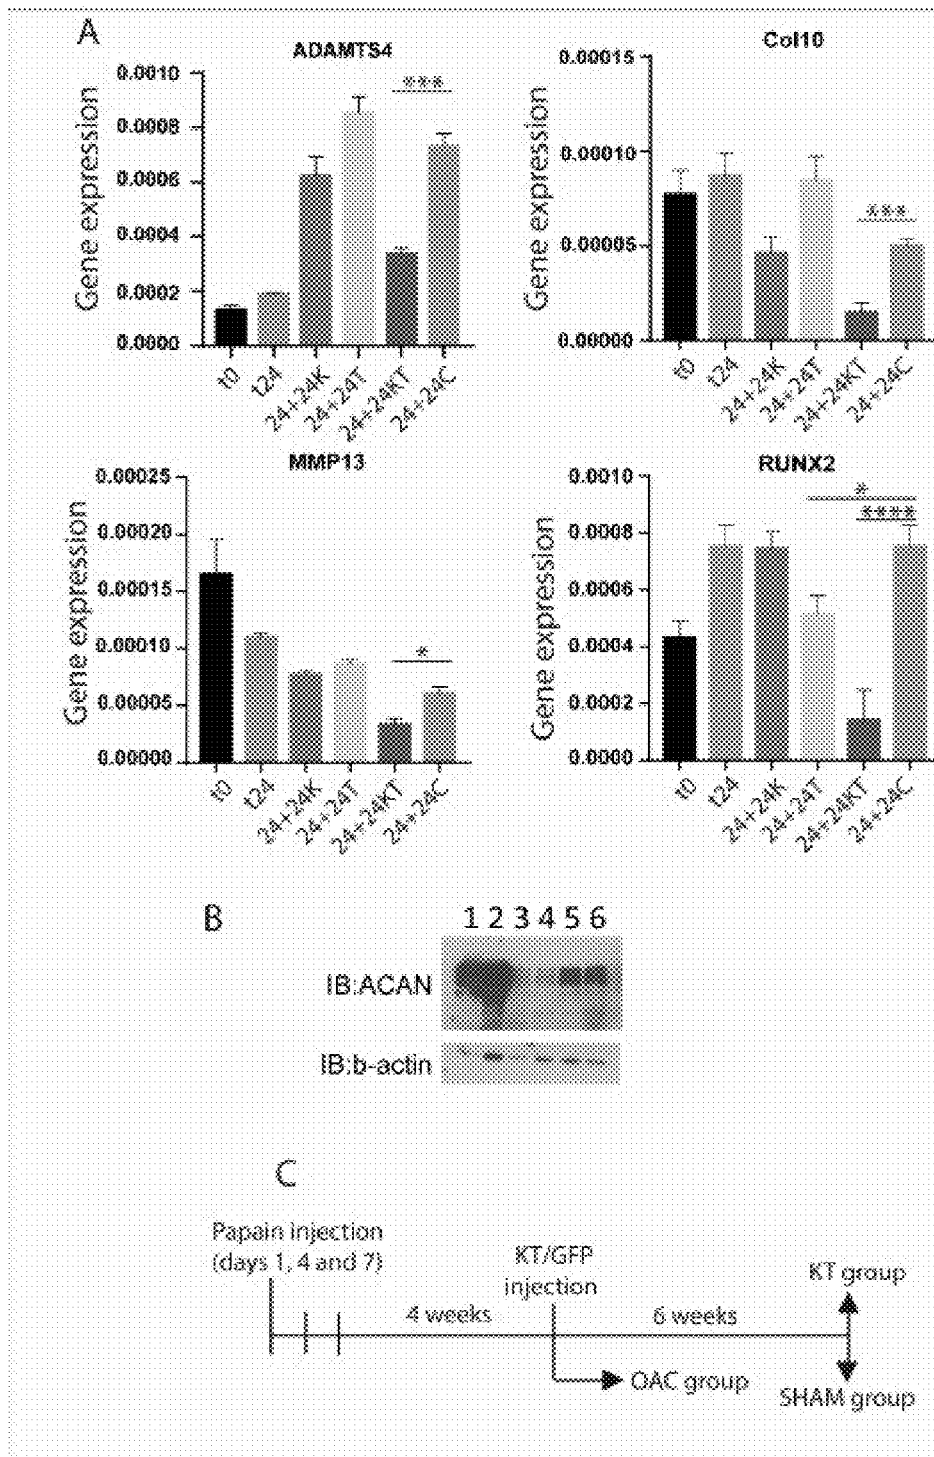 A
ADAMTS4
Gene expression
0.0010
0.0008
0.0006
0.0004
0.0002
0.0000
***
t0
t24
24+24K
24+24T
24+24KT
24+24C
Col10
Gene expression
0.00015
0.00010
0.00005
0.00000
***
t0
t24
24+24K
24+24T
24+24KT
24+24C
MMP13
Gene expression
0.00025
0.00020
0.00015
0.00010
0.00005
0.00000
*
t0
t24
24+24K
24+24T
24+24KT
24+24C
RUNX2
Gene expression
0.0010
0.0008
0.0006
0.0004
0.0002
0.0000
*
****
t0
t24
24+24K
24+24T
24+24KT
24+24C
B
1 2 3 4 5 6
IB:ACAN
IB:b-actin
C
Papain injection
(days 1, 4 and 7)
KT/GFP
injection
4 weeks
6 weeks
KT group
OAC group
SHAM group